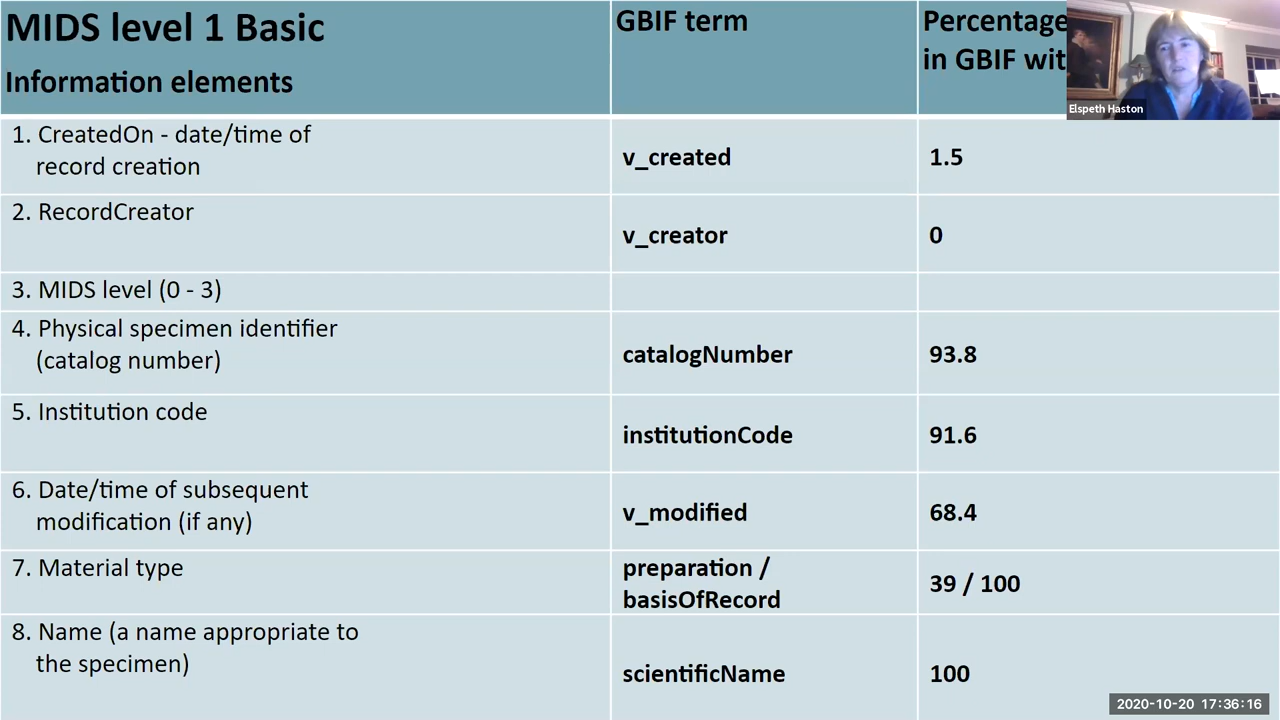 MIDS level 1 Basic
Information elements
GBIF term
Percentage
in GBIF
Elspeth Haston
1. CreatedOn - date/time of
record creation
v_created
1.5
2. RecordCreator
v_creator
0
3. MIDS level (0 - 3)
4. Physical specimen identifier
(catalog number)
catalogNumber
93.8
5. Institution code
institutionCode
91.6
6. Date/time of subsequent
modification (if any)
v_modified
68.4
7. Material type
preparation /
basisOfRecord
39 / 100
8. Name (a name appropriate to
the specimen)
scientificName
100
2020-10-20 17:36:16